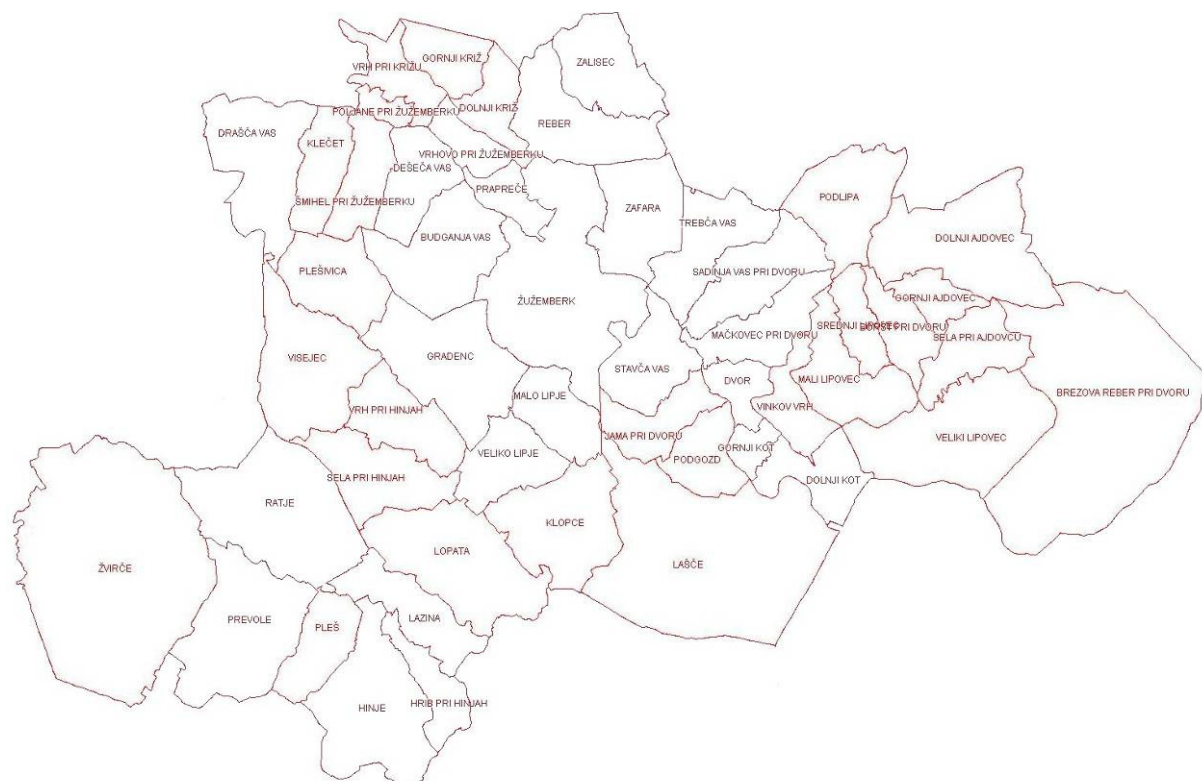 GORNJI KRIŽ
VRH PRI KRIŽU
ZALISEC
POLJANE PRI ŽUŽEMBERKU
DOLNJI KRIŽ
REBER
DRAŠČA VAS
KLEČET
VRHOVO PRI ŽUŽEMBERKU
DEŠEČA VAS
PRAPREČE
PODLIPA
ŠMIHEL PRI ŽUŽEMBERKU
ZAFARA
TREBČA VAS
BUDGANJA VAS
DOLNJI AJDOVEC
PLEŠIVICA
SADINJA VAS PRI DVORU
ŽUŽEMBERK
GORNJI AJDOVEC
SREDNJI LIPOVEC
BORŠT PRI DVORU
MAČKOVEC PRI DVORU
SELA PRI AJDOVCU
VISEJEC
GRADENC
STAVČA VAS
DVOR
MALI LIPOVEC
BREZOVA REBER PRI DVORU
MALO LIPJE
VINKOV VRH
VRH PRI HINJAH
JAMA PRI DVORU
VELIKI LIPOVEC
GORNJI KOT
VELIKO LIPJE
PODGOZD
SELA PRI HINJAH
DOLNJI KOT
RATJE
KLOPCE
LOPATA
LAŠČE
ŽVIRČE
LAZINA
PREVOLE
PLEŠ
HRIB PRI HINJAH
HINJE